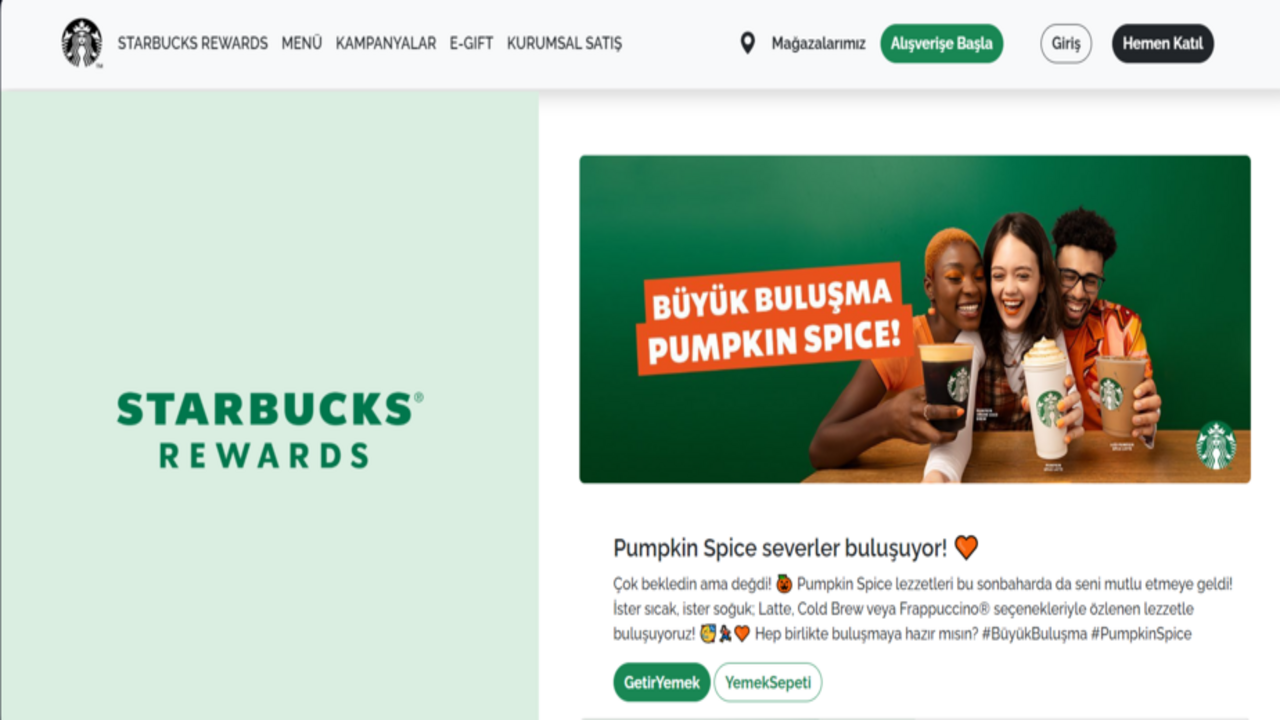 STARBUCKS REWARDS MENÜ KAMPANYALAR E-GIFT KURUMSAL SATIŞ Mağazalarımız Alışverişe Başla Giriş Hemen Katıl
STARBUCKS®
REWARDS
BÜYÜK BULUŞMA
PUMPKIN SPICE!
Pumpkin Spice severler buluşuyor! 🧡
Çok bekledin ama değdi! 🎃 Pumpkin Spice lezzetleri bu sonbaharda da seni mutlu etmeye geldi!
İster sıcak, ister soğuk; Latte, Cold Brew veya Frappuccino® seçenekleriyle özlenen lezzetle
buluşuyoruz! Hep birlikte buluşmaya hazır mısın? #BüyükBuluşma #PumpkinSpice
GetirYemek YemekSepeti